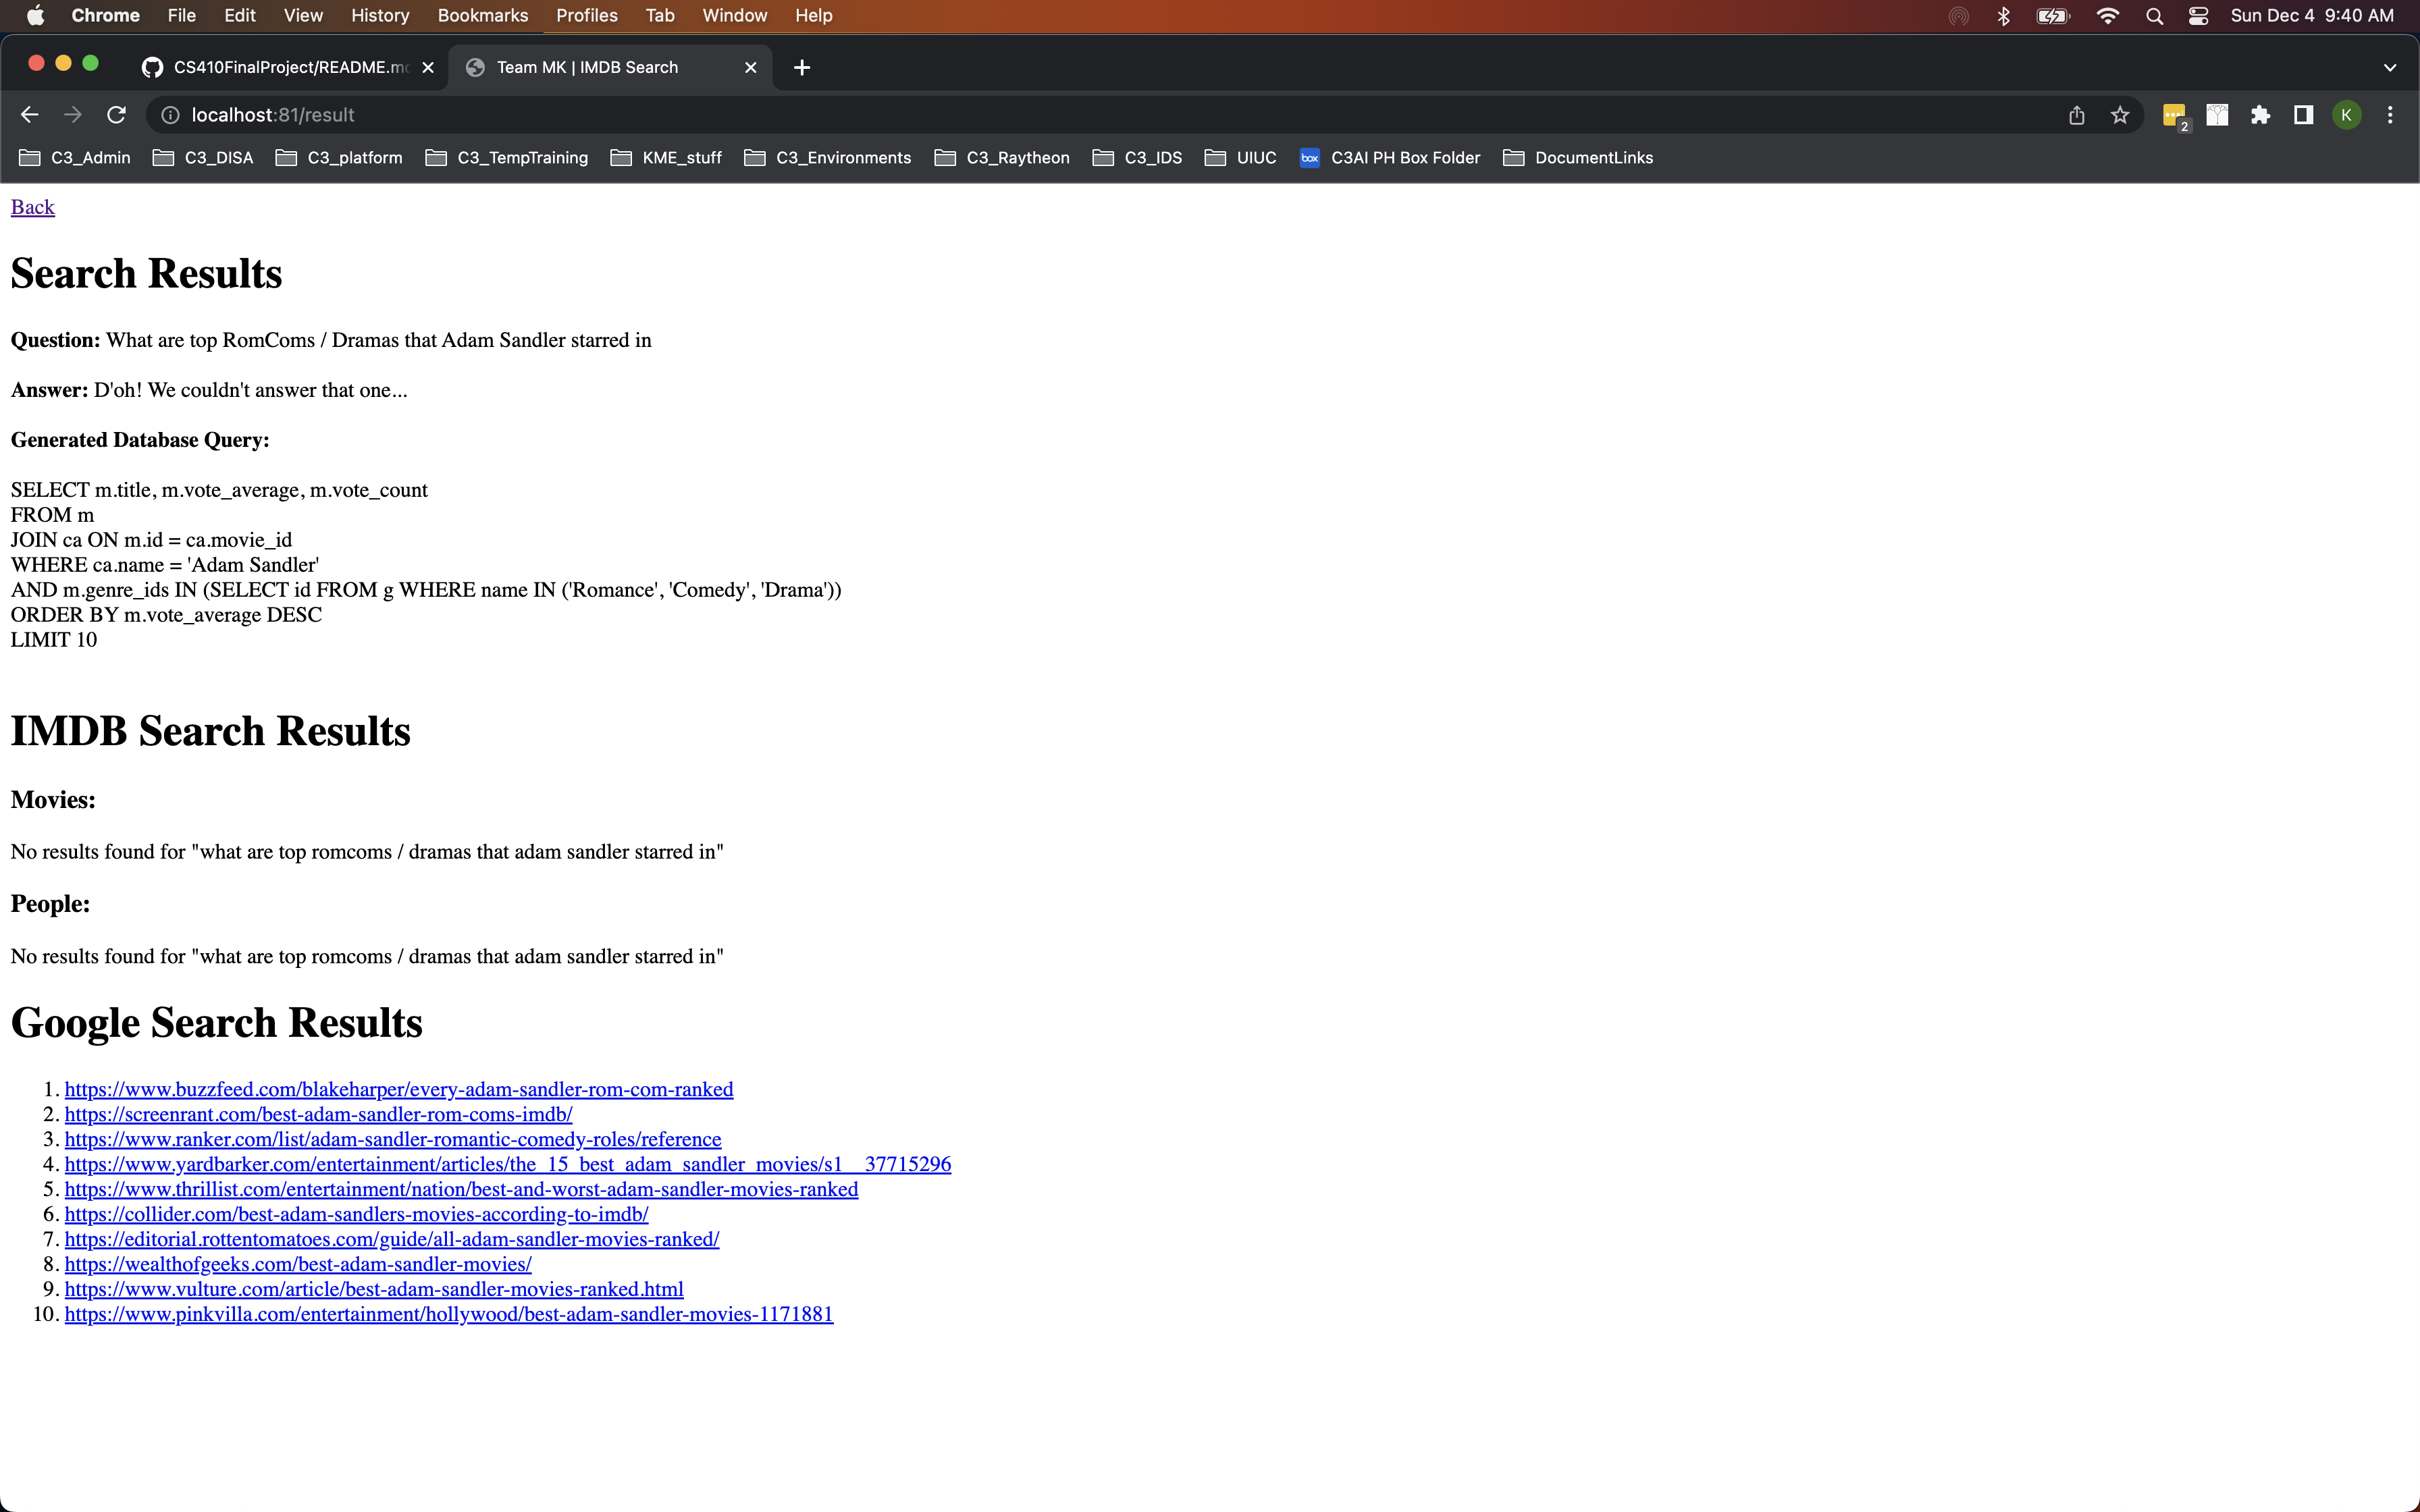 Chrome File Edit View History Bookmarks Profiles Tab Window Help Sun Dec 4 9:40 AM
CS410FinalProject/README.md Team MK | IMDB Search
localhost:81/result 2 K
C3_Admin C3_DISA C3_platform C3_TempTraining KME_stuff C3_Environments C3_Raytheon C3_IDS UIUC box C3AI PH Box Folder DocumentLinks
Back
Search Results
Question: What are top RomComs / Dramas that Adam Sandler starred in
Answer: D'oh! We couldn't answer that one...
Generated Database Query:
SELECT m.title, m.vote_average, m.vote_count
FROM m
JOIN ca ON m.id = ca.movie_id
WHERE ca.name = 'Adam Sandler'
AND m.genre_ids IN (SELECT id FROM g WHERE name IN ('Romance', 'Comedy', 'Drama'))
ORDER BY m.vote_average DESC
LIMIT 10
IMDB Search Results
Movies:
No results found for "what are top romcoms / dramas that adam sandler starred in"
People:
No results found for "what are top romcoms / dramas that adam sandler starred in"
Google Search Results
1. https://www.buzzfeed.com/blakeharper/every-adam-sandler-rom-com-ranked
2. https://screenrant.com/best-adam-sandler-rom-coms-imdb/
3. https://www.ranker.com/list/adam-sandler-romantic-comedy-roles/reference
4. https://www.yardbarker.com/entertainment/articles/the_15_best_adam_sandler_movies/s1__37715296
5. https://www.thrillist.com/entertainment/nation/best-and-worst-adam-sandler-movies-ranked
6. https://collider.com/best-adam-sandlers-movies-according-to-imdb/
7. https://editorial.rottentomatoes.com/guide/all-adam-sandler-movies-ranked/
8. https://wealthofgeeks.com/best-adam-sandler-movies/
9. https://www.vulture.com/article/best-adam-sandler-movies-ranked.html
10. https://www.pinkvilla.com/entertainment/hollywood/best-adam-sandler-movies-1171881